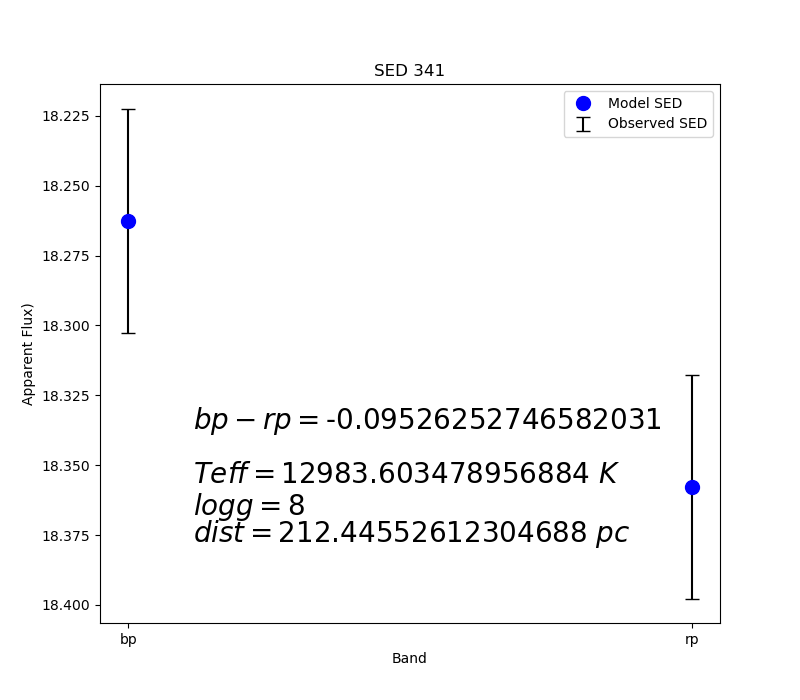 SED 341
Model SED
Observed SED
18.225
18.250
18.275
18.300
18.325
18.350
18.375
18.400
Apparent Flux)
bp − rp = -0.09526252746582031
Teff = 12983.603478956884 K
logg = 8
dist = 212.44552612304688 pc
bp
rp
Band